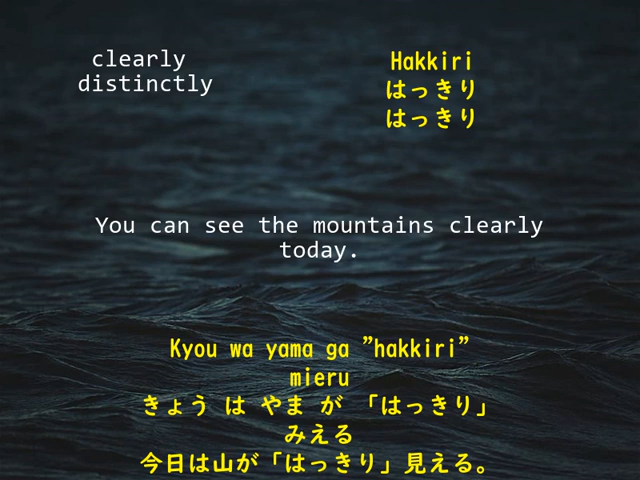 clearly
distinctly
Hakkiri
はっきり
はっきり
You can see the mountains clearly
today.
Kyou wa yama ga ”hakkiri”
mieru
きょう は やま が 「はっきり」
みえる
今日は山が「はっきり」見える。